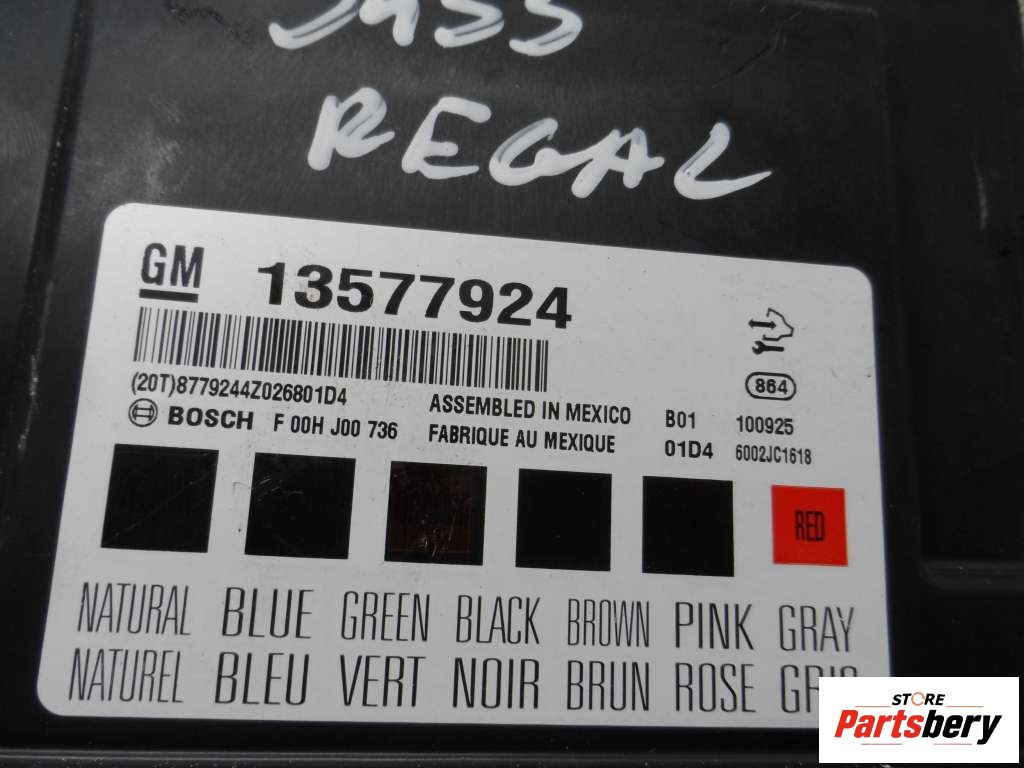 REGAL
GM 13577924
864
(20T)8779244Z026801D4
BOSCH F 00H J00 736
ASSEMBLED IN MEXICO B01 100925
FABRIQUE AU MEXIQUE 01D4 6002JC1618
RED
NATURAL BLUE GREEN BLACK BROWN PINK GRAY
NATUREL BLEU VERT NOIR BRUN ROSE
STORE
Partsbery